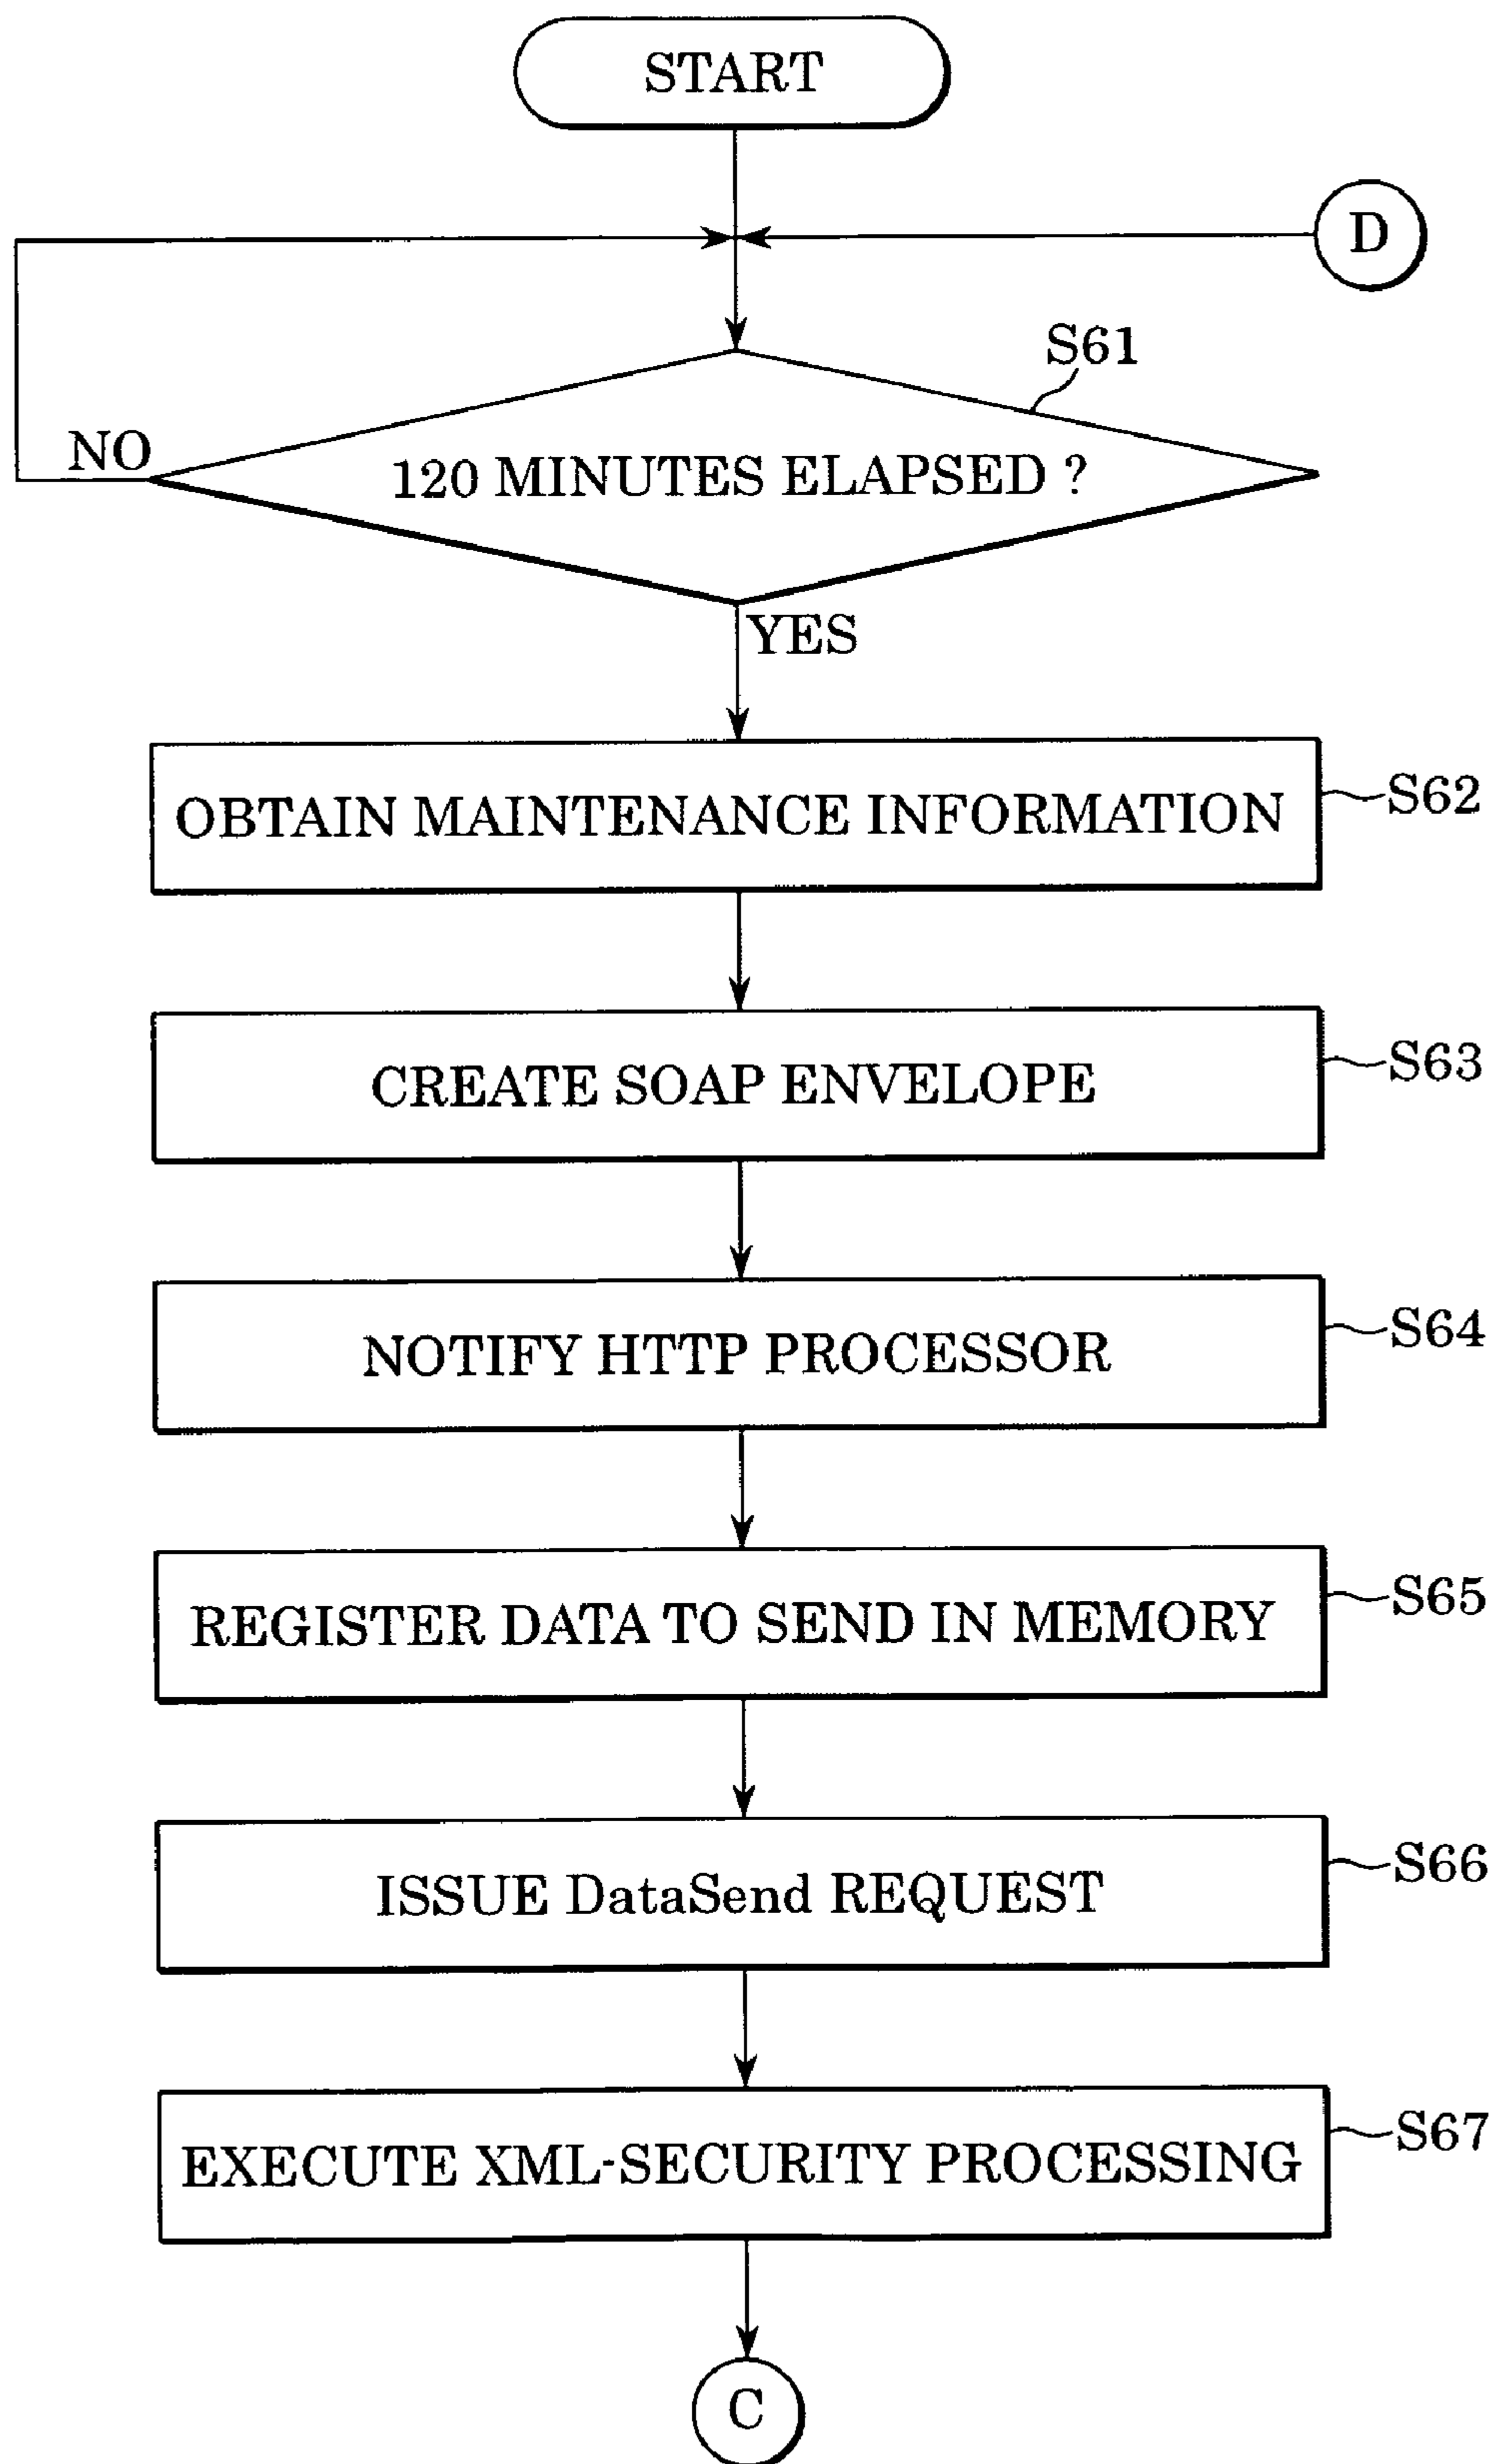 START
D
S61
NO
120 MINUTES ELAPSED ?
YES
OBTAIN MAINTENANCE INFORMATION
S62
CREATE SOAP ENVELOPE
S63
NOTIFY HTTP PROCESSOR
S64
REGISTER DATA TO SEND IN MEMORY
S65
ISSUE DataSend REQUEST
S66
EXECUTE XML-SECURITY PROCESSING
S67
C